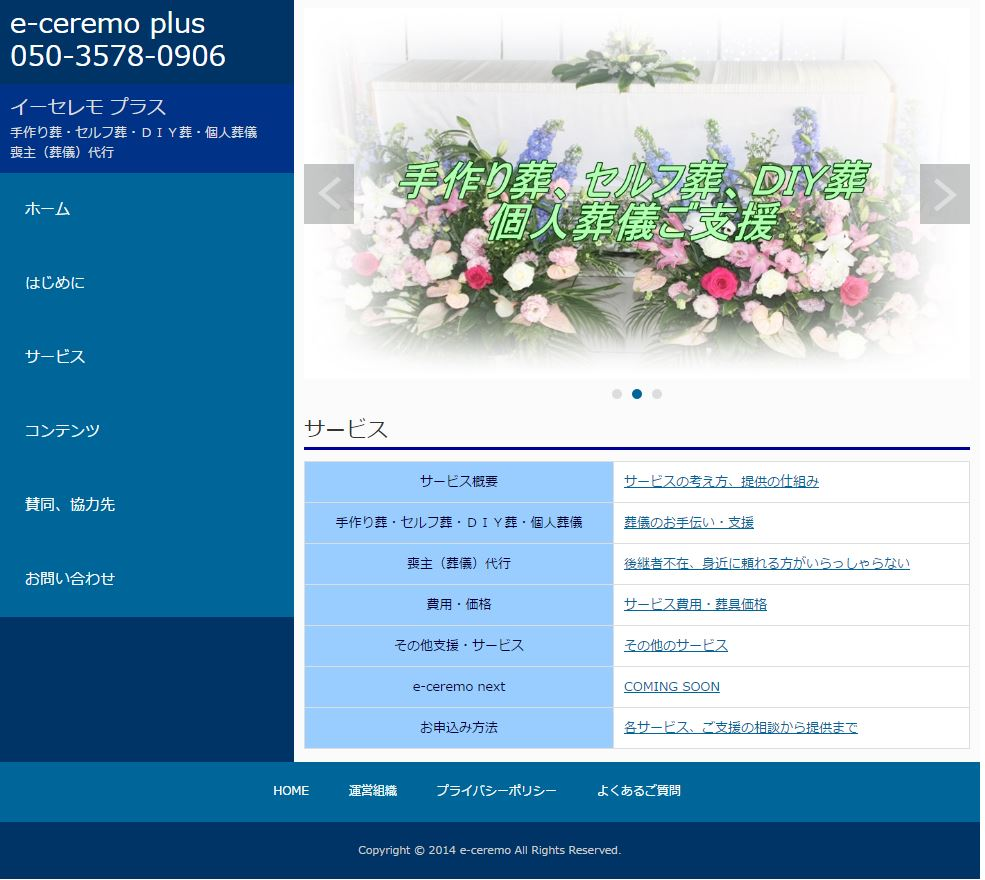 e-ceremo plus
050-3578-0906
イーセレモ プラス
手作り葬・セルフ葬・ＤＩＹ葬・個人葬儀
喪主（葬儀）代行
ホーム
はじめに
サービス
コンテンツ
賛同、協力先
お問い合わせ
手作り葬、セルフ葬、DIY葬
個人葬儀ご支援
サービス
サービス概要 サービスの考え方、提供の仕組み
手作り葬・セルフ葬・ＤＩＹ葬・個人葬儀 葬儀のお手伝い・支援
喪主（葬儀）代行 後継者不在、身近に頼れる方がいらっしゃらない
費用・価格 サービス費用・葬具価格
その他支援・サービス その他のサービス
e-ceremo next COMING SOON
お申込み方法 各サービス、ご支援の相談から提供まで
HOME 運営組織 プライバシーポリシー よくあるご質問
Copyright © 2014 e-ceremo All Rights Reserved.